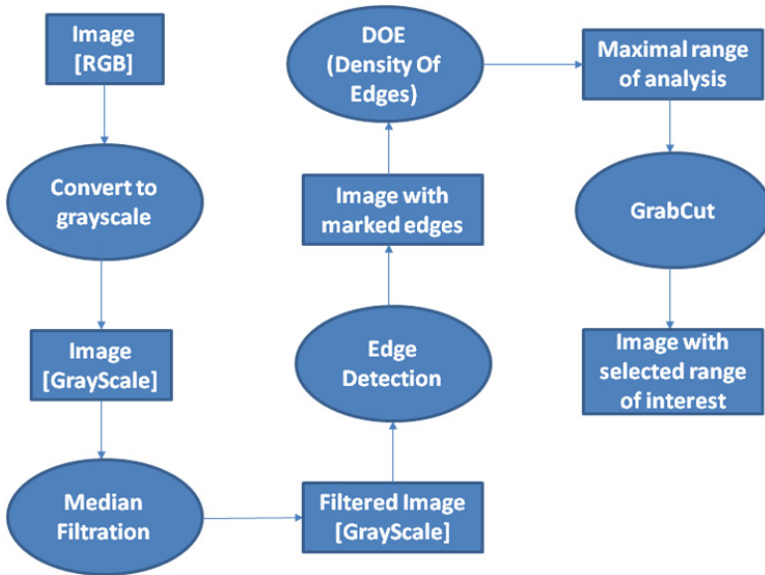 Image
[RGB]
Convert to
grayscale
Image
[GrayScale]
Median
Filtration
Filtered Image
[GrayScale]
Edge
Detection
Image with
marked edges
DOE
(Density Of
Edges)
Maximal range
of analysis
GrabCut
Image with
selected range
of interest